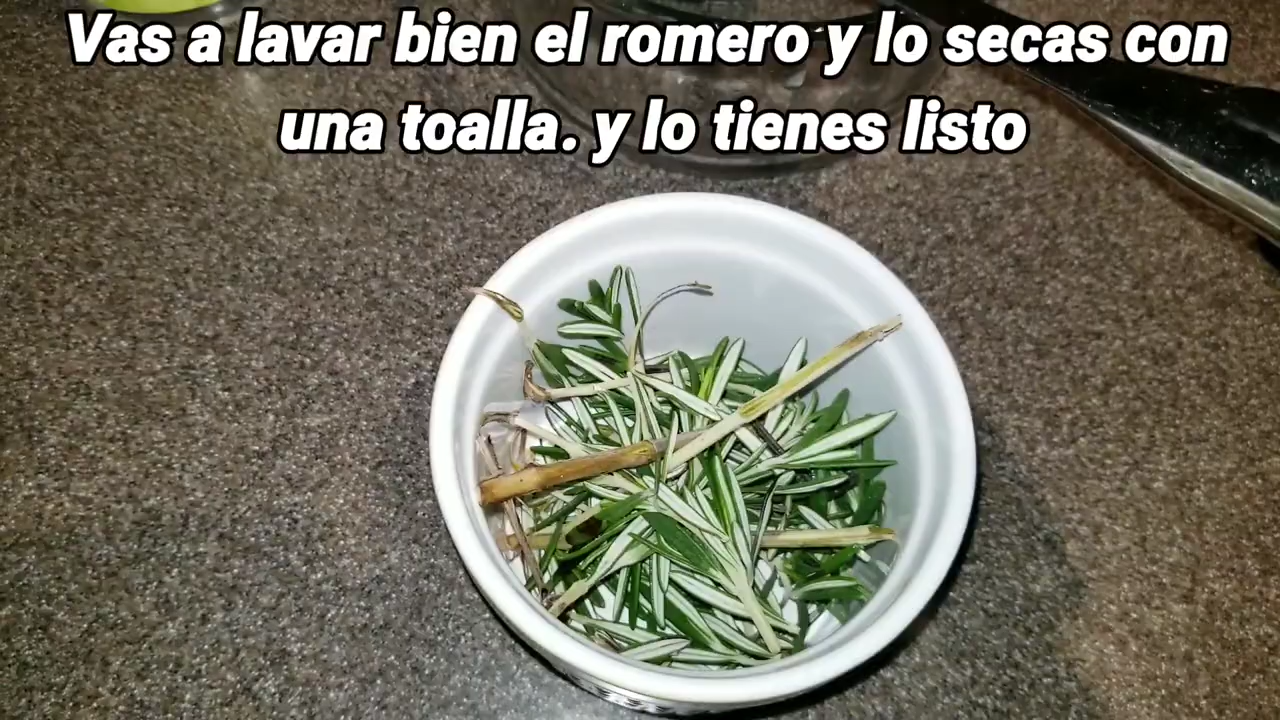 Vas a lavar bien el romero y lo secas con
una toalla. y lo tienes listo